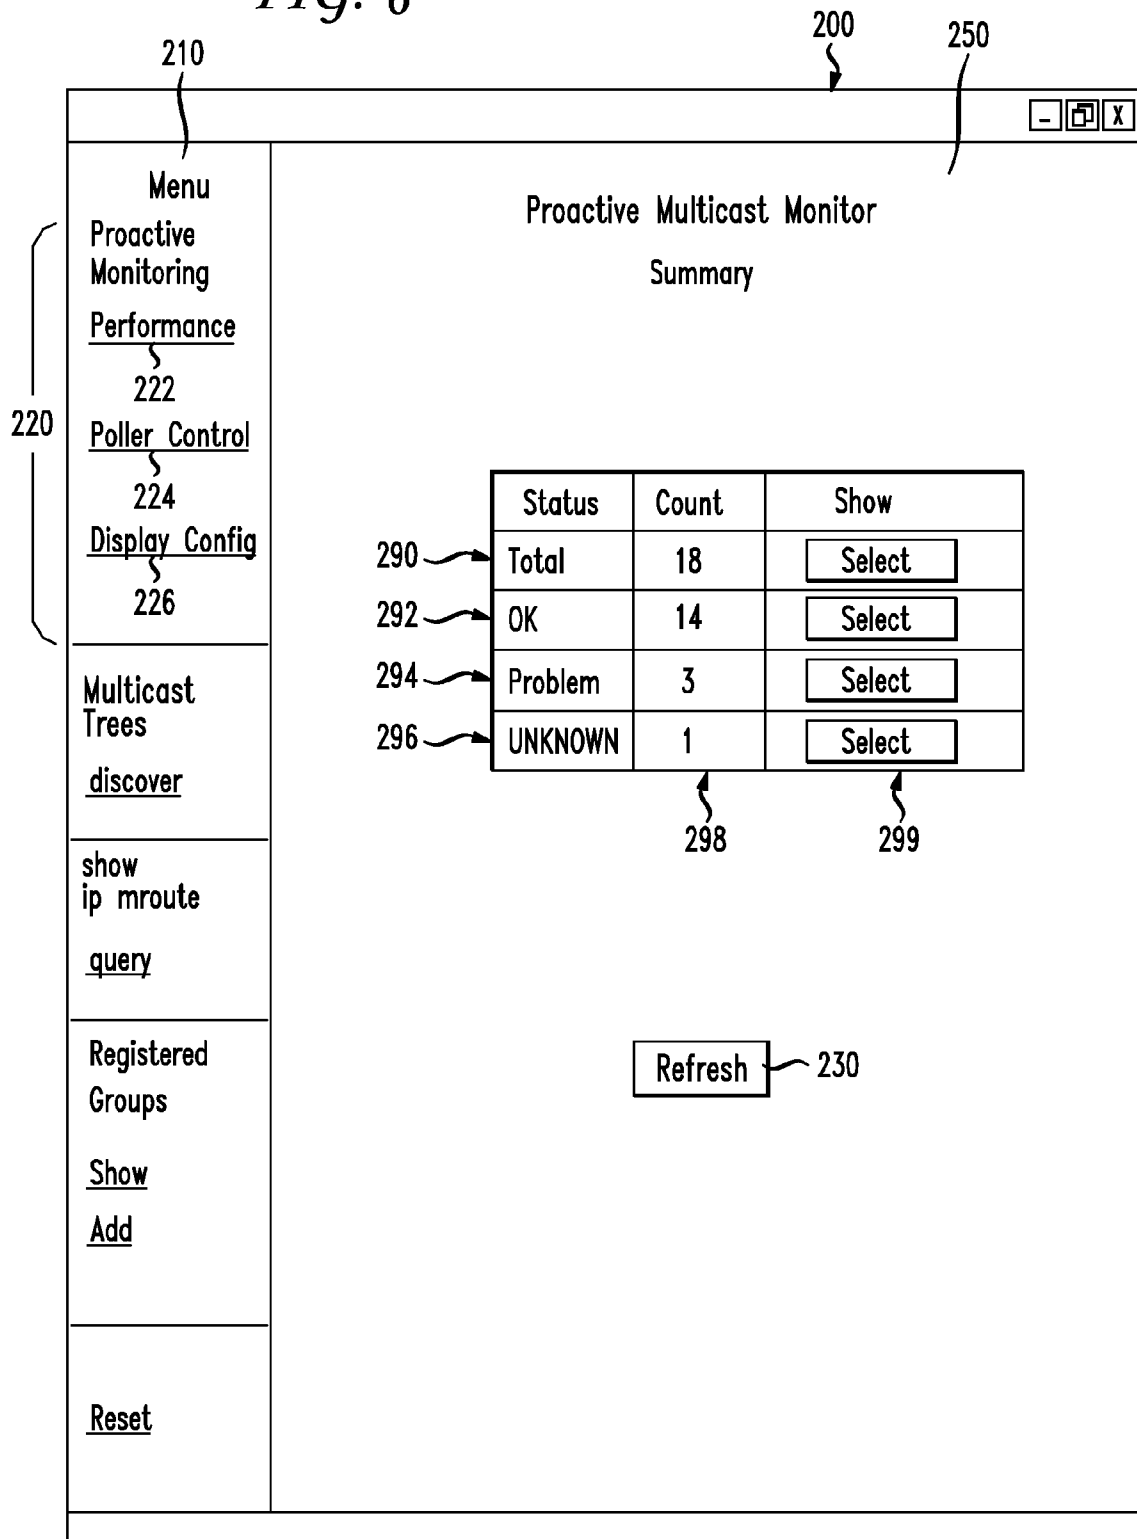 Fig. 6
200
250
210
- X
Menu
Proactive
Monitoring
Performance
222
220
Poller Control
224
Display Config
226
Multicast
Trees
discover
show
ip mroute
query
Registered
Groups
Show
Add
Reset
Proactive Multicast Monitor
Summary
Status Count Show
290 Total 18 Select
292 OK 14 Select
294 Problem 3 Select
296 UNKNOWN 1 Select
298 299
Refresh 230